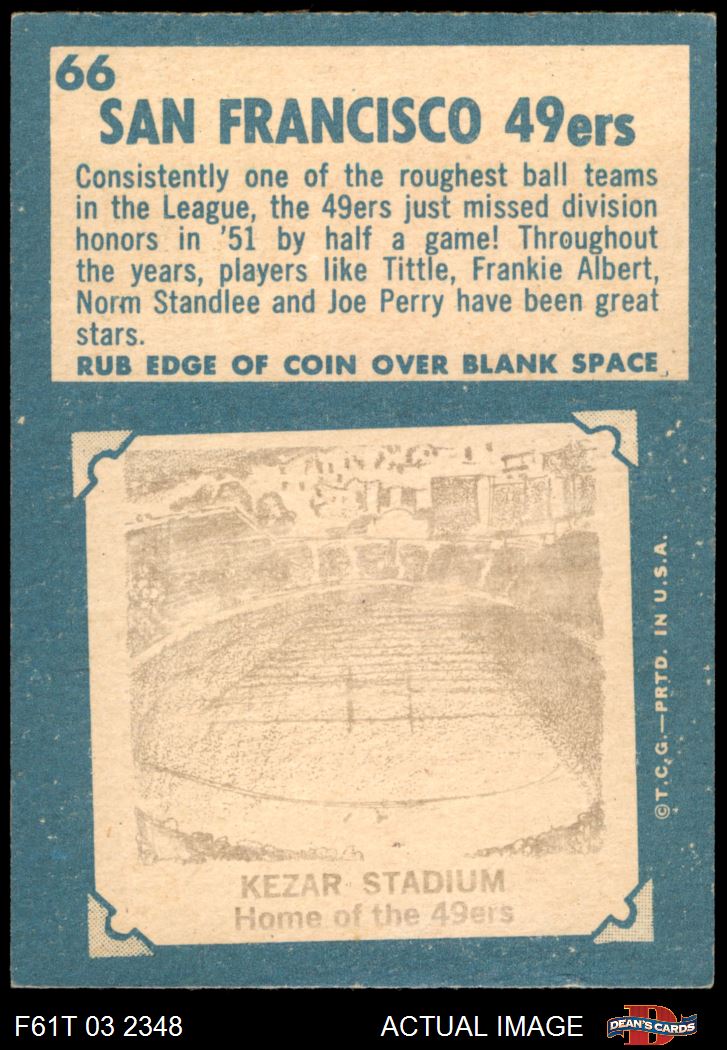 66
SAN FRANCISCO 49ers
Consistently one of the roughest ball teams
in the League, the 49ers just missed division
honors in '51 by half a game! Throughout
the years, players like Tittle, Frankie Albert,
Norm Standlee and Joe Perry have been great
stars.
RUB EDGE OF COIN OVER BLANK SPACE
KEZAR STADIUM
Home of the 49ers
©T.C.G.—PRTD. IN U.S.A.
F61T 03 2348
ACTUAL IMAGE
DEAN'S CARDS